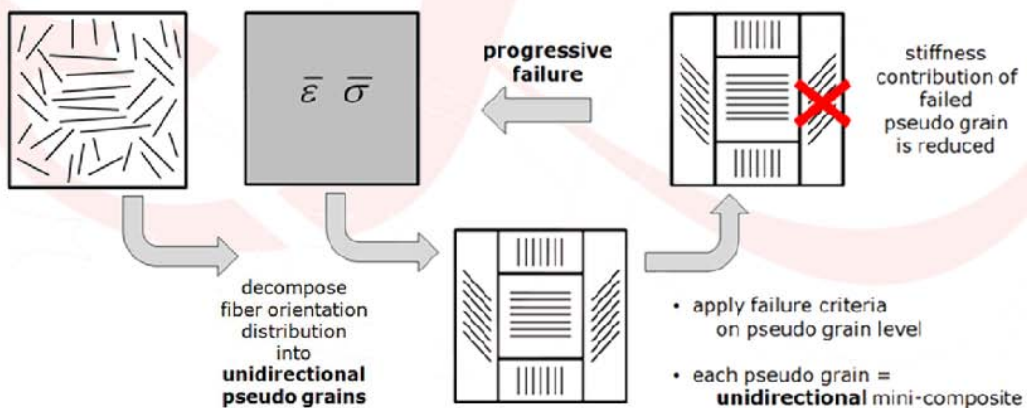 ε̅ σ̅
progressive
failure
stiffness
contribution of
failed
pseudo grain
is reduced
decompose
fiber orientation
distribution
into
unidirectional
pseudo grains
• apply failure criteria
on pseudo grain level
• each pseudo grain =
unidirectional mini-composite